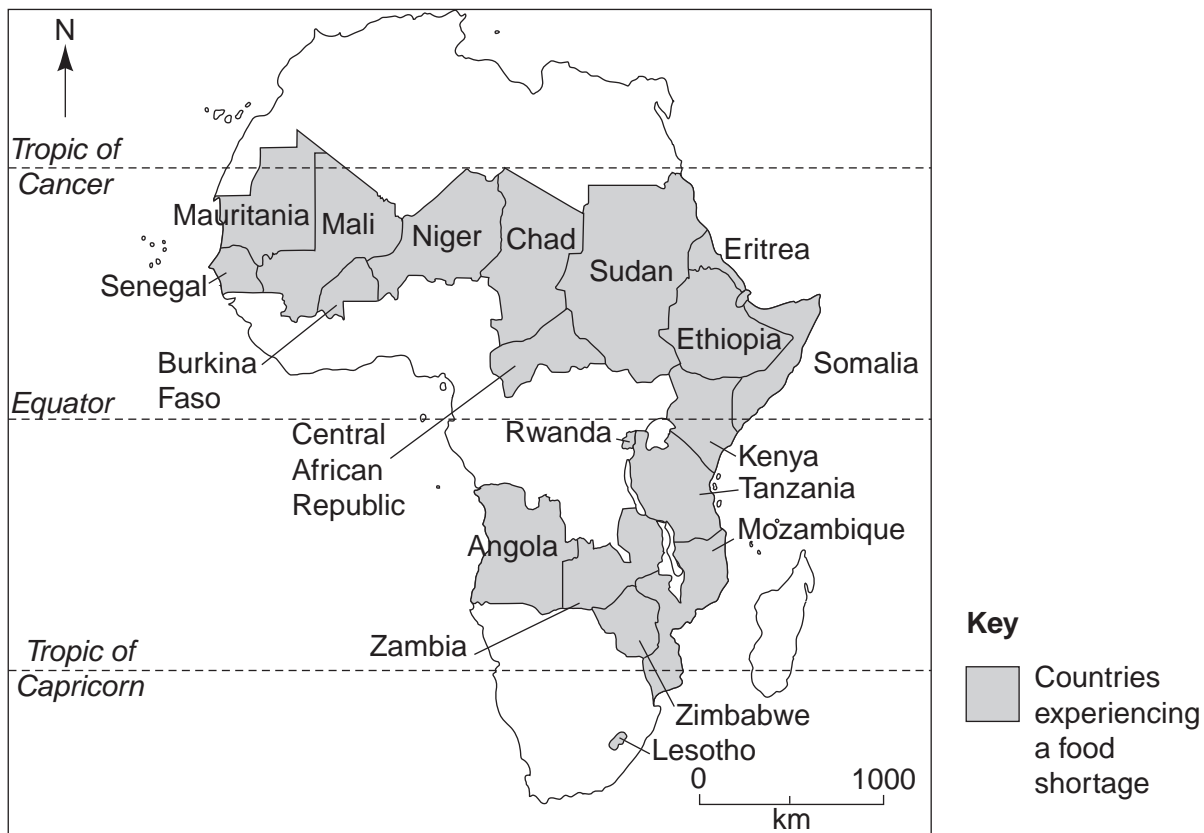 N
Tropic of
Cancer
Mauritania
Mali
Niger
Chad
Sudan
Eritrea
Senegal
Ethiopia
Burkina
Faso
Somalia
Equator
Central
African
Republic
Rwanda
Kenya
Tanzania
Mozambique
Angola
Zambia
Tropic of
Capricorn
Zimbabwe
Lesotho
0 1000
km
Key
Countries
experiencing
a food
shortage